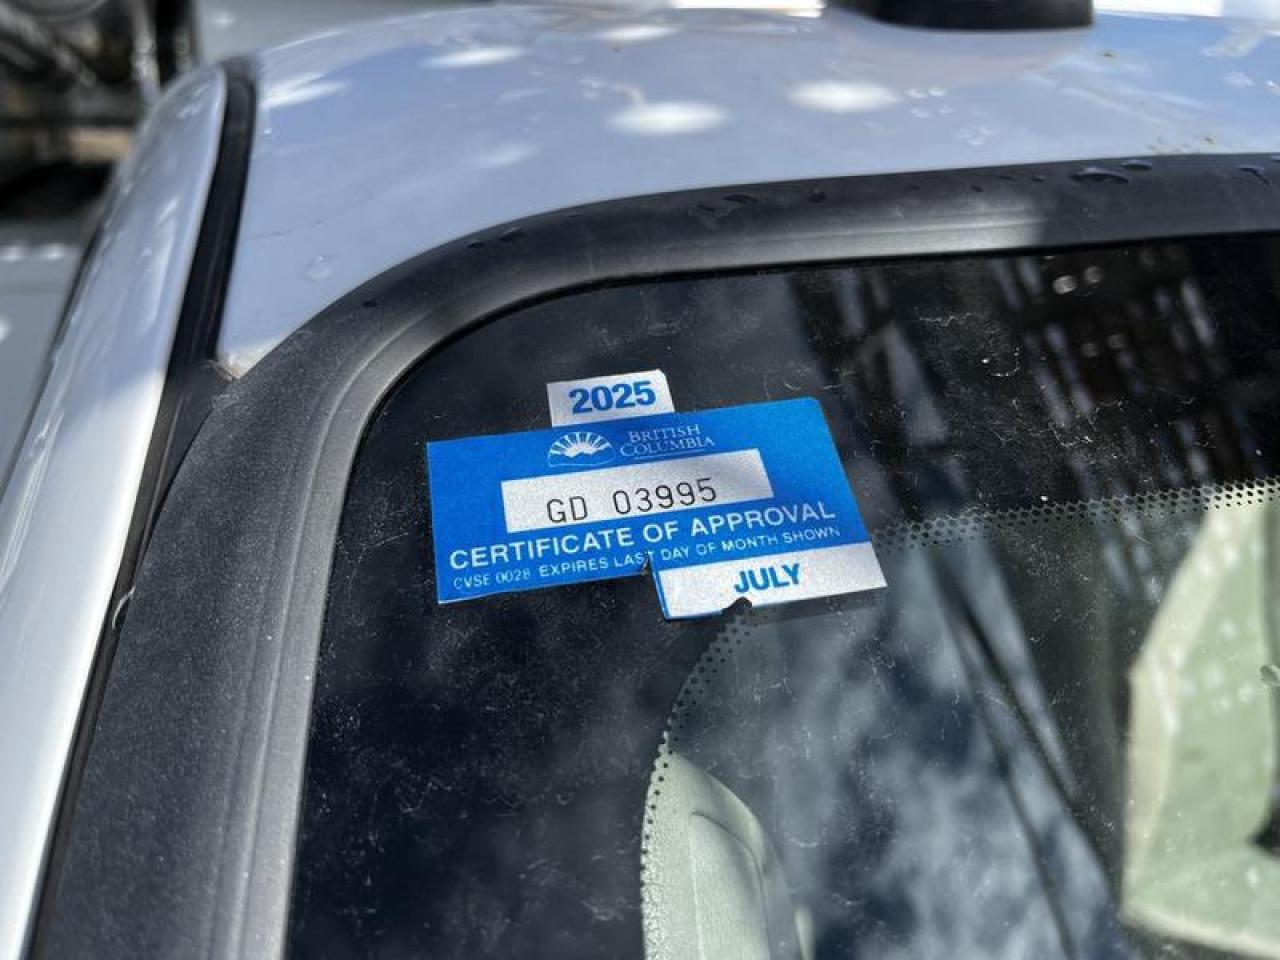 2025
BRITISH
COLUMBIA
GD 03995
CERTIFICATE OF APPROVAL
CVSE 0028 EXPIRES LAST DAY OF MONTH SHOWN
JULY